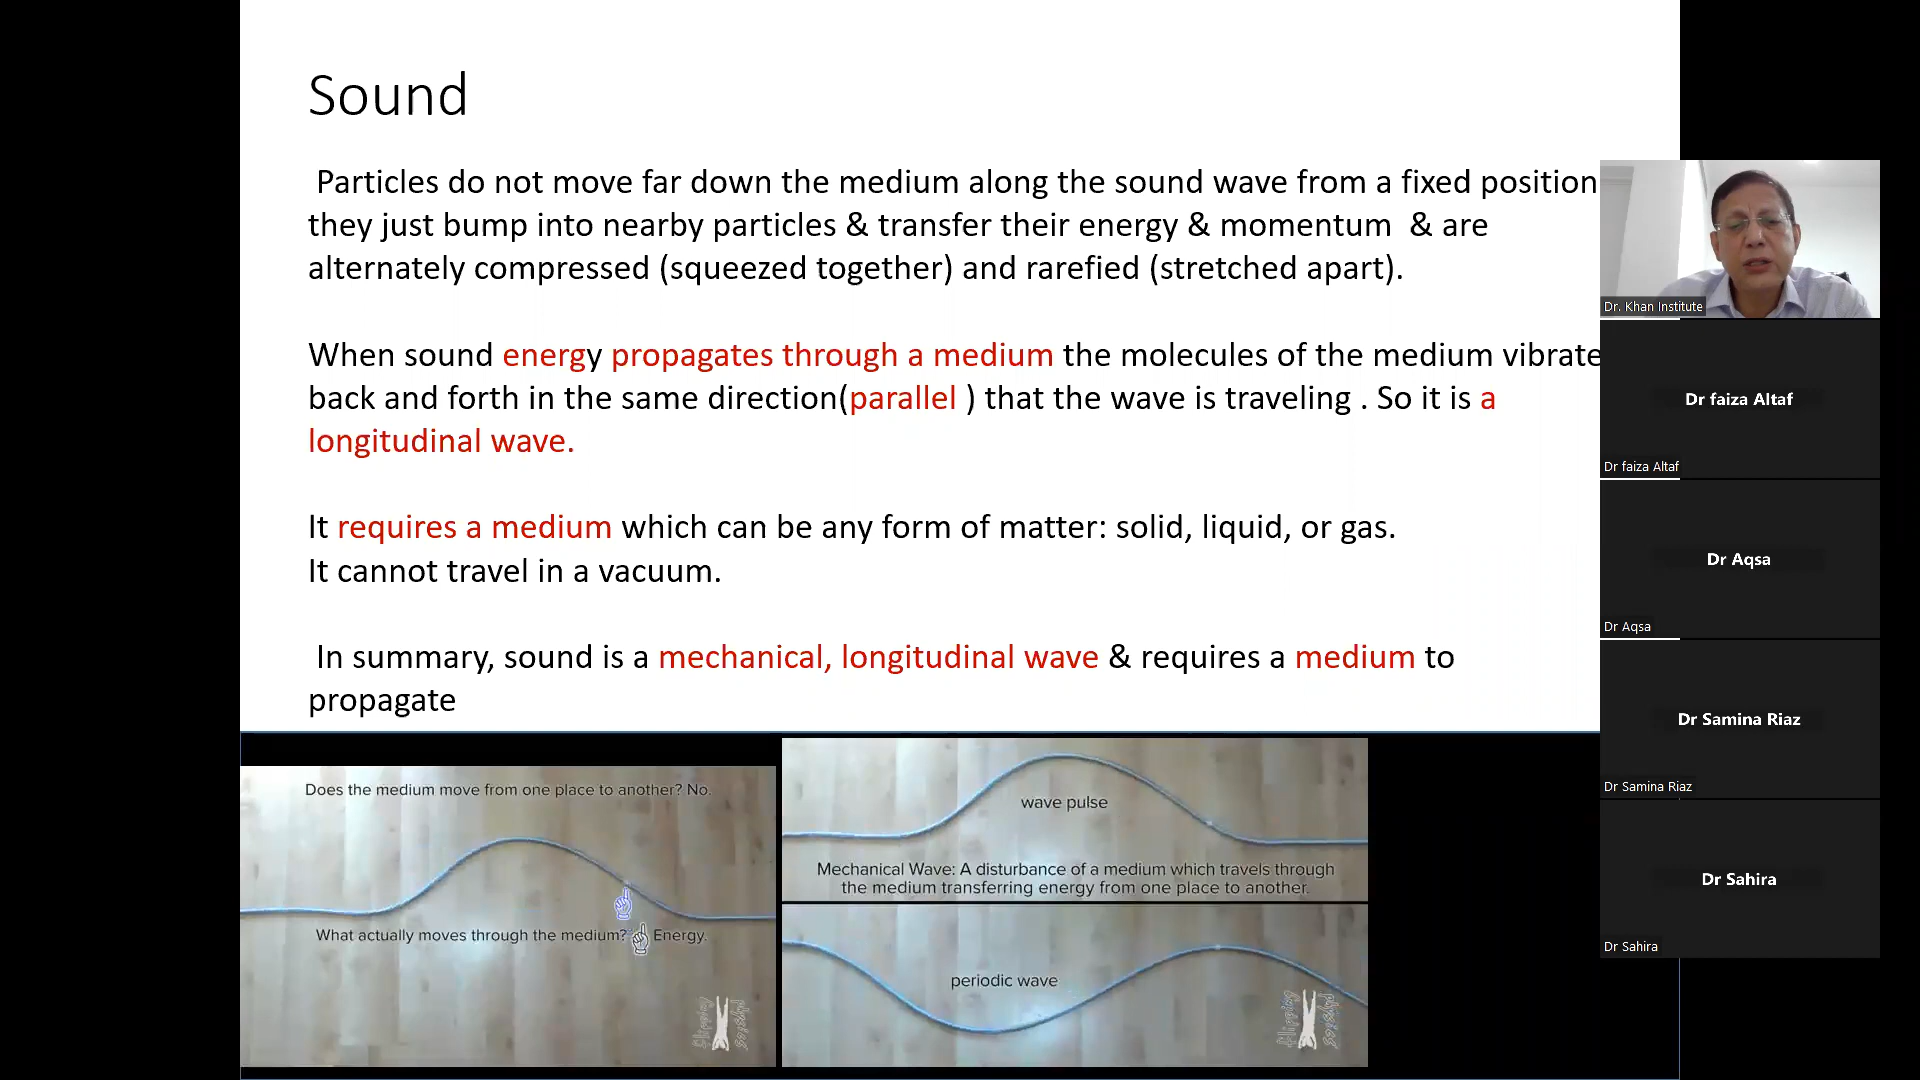 Sound
Particles do not move far down the medium along the sound wave from a fixed position
they just bump into nearby particles & transfer their energy & momentum & are
alternately compressed (squeezed together) and rarefied (stretched apart).
When sound energy propagates through a medium the molecules of the medium vibrate
back and forth in the same direction(parallel ) that the wave is traveling . So it is a
longitudinal wave.
It requires a medium which can be any form of matter: solid, liquid, or gas.
It cannot travel in a vacuum.
In summary, sound is a mechanical, longitudinal wave & requires a medium to
propagate
Does the medium move from one place to another? No.
What actually moves through the medium? Energy.
flipping physics
wave pulse
Mechanical Wave: A disturbance of a medium which travels through
the medium transferring energy from one place to another.
periodic wave
flipping physics
Dr. Khan Institute
Dr faiza Altaf
Dr faiza Altaf
Dr Aqsa
Dr Aqsa
Dr Samina Riaz
Dr Samina Riaz
Dr Sahira
Dr Sahira